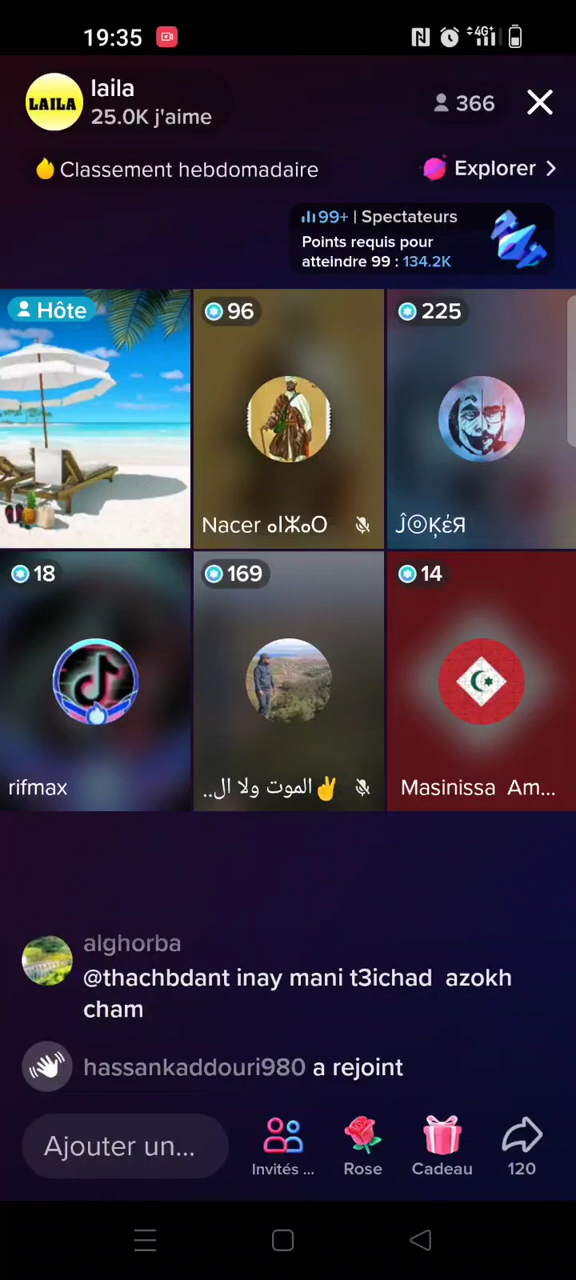 19:35
4G+
LAILA
laila
25.0K j'aime
366
Classement hebdomadaire
Explorer
99+ | Spectateurs
Points requis pour
atteindre 99 : 134.2K
Hôte
96
225
Nacer ⴰⵏⵣⴰⵔ
ĴⓄĶέЯ
18
169
14
rifmax
الموت ولا ال..
Masinissa Am...
alghorba
@thachbdant inay mani t3ichad azokh
cham
hassankaddouri980 a rejoint
Ajouter un...
Invités ...
Rose
Cadeau
120